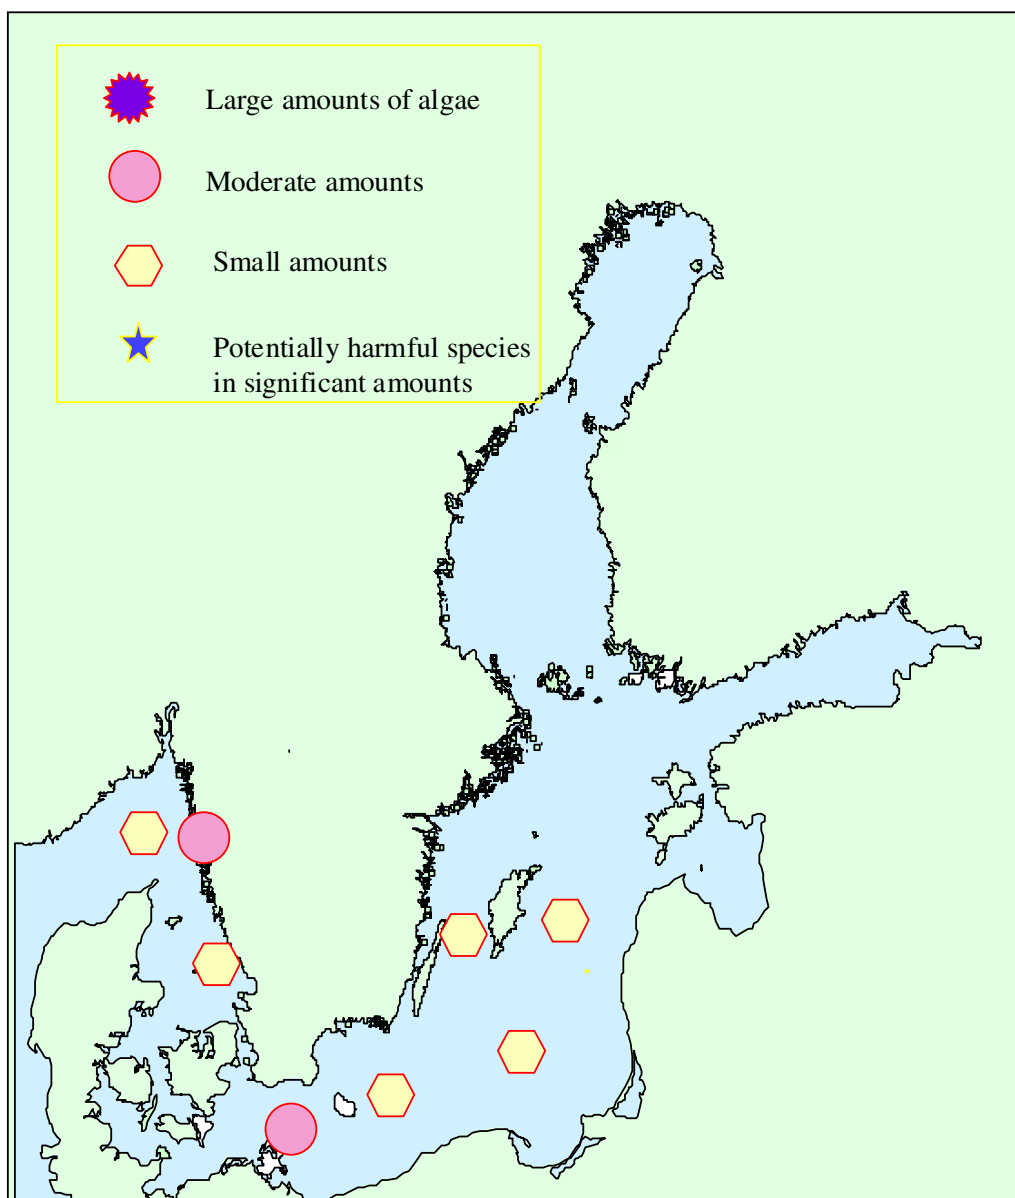 Large amounts of algae
Moderate amounts
Small amounts
Potentially harmful species
in significant amounts